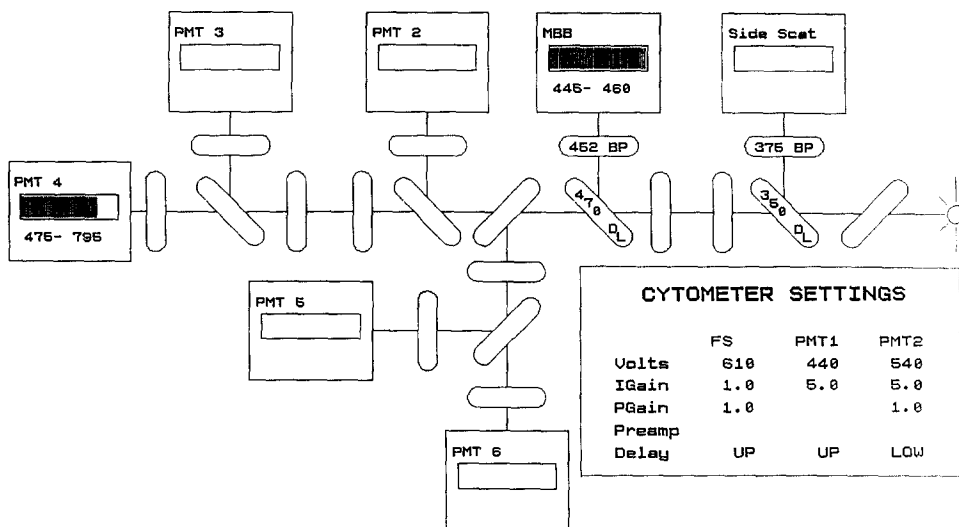 PMT 3
PMT 2
MBB
445- 460
Side Scat
452 BP
375 BP
PMT 4
475- 795
470 DL
350 DL
PMT 5
PMT 6
CYTOMETER SETTINGS
FS PMT1 PMT2
Volts 610 440 540
IGain 1.0 5.0 5.0
PGain 1.0 1.0
Preamp
Delay UP UP LOW